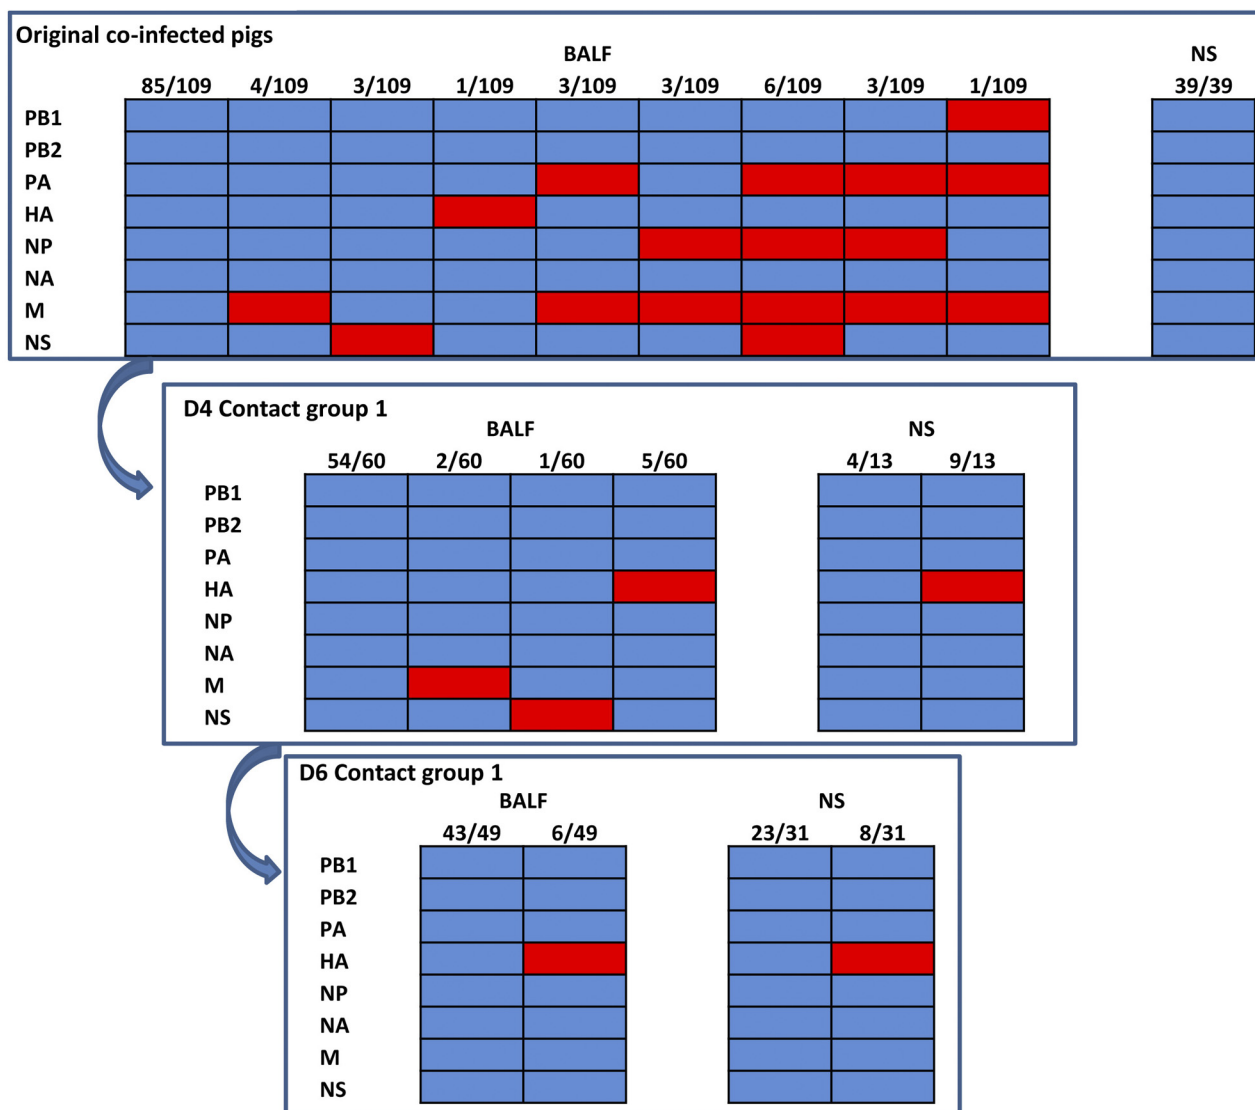 Original co-infected pigs
BALF NS
85/109 4/109 3/109 1/109 3/109 3/109 6/109 3/109 1/109 39/39
PB1
PB2
PA
HA
NP
NA
M
NS
D4 Contact group 1
BALF NS
54/60 2/60 1/60 5/60 4/13 9/13
PB1
PB2
PA
HA
NP
NA
M
NS
D6 Contact group 1
BALF NS
43/49 6/49 23/31 8/31
PB1
PB2
PA
HA
NP
NA
M
NS